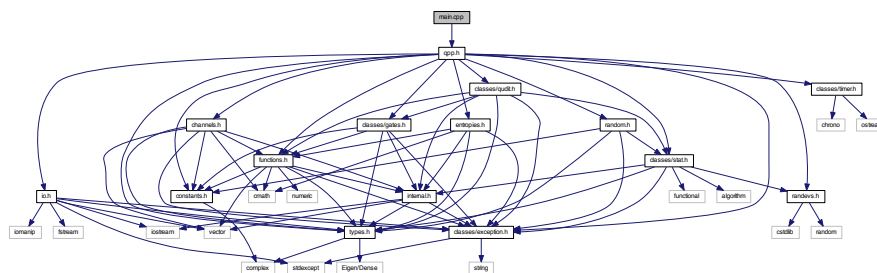 main.cpp
qpp.h
classes/qudit.h
classes/timer.h
channels.h
classes/gates.h
entropies.h
random.h
chrono
ostream
functions.h
classes/stat.h
io.h
constants.h
cmath
numeric
internal.h
functional
algorithm
randevs.h
iomanip
fstream
iostream
vector
types.h
classes/exception.h
cstdlib
random
complex
stdexcept
Eigen/Dense
string